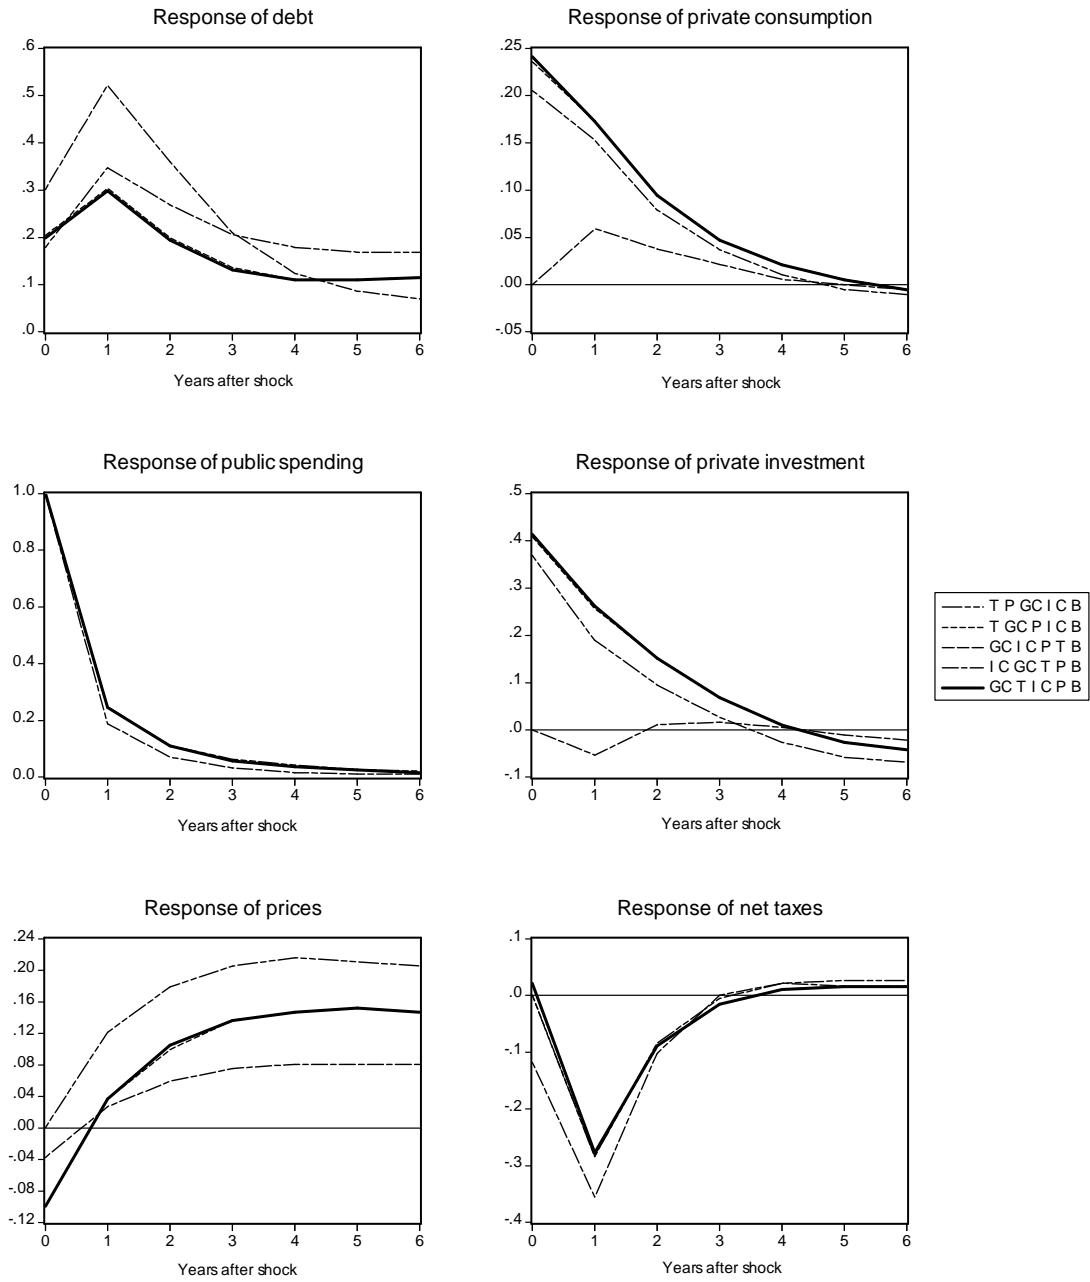 Response of debt
.6
.5
.4
.3
.2
.1
.0
0 1 2 3 4 5 6
Years after shock
Response of private consumption
.25
.20
.15
.10
.05
.00
-.05
0 1 2 3 4 5 6
Years after shock
Response of public spending
1.0
0.8
0.6
0.4
0.2
0.0
0 1 2 3 4 5 6
Years after shock
Response of private investment
.5
.4
.3
.2
.1
.0
-.1
0 1 2 3 4 5 6
Years after shock
T P GC I C B
T GC P I C B
GC I C P T B
I C GC T P B
GC T I C P B
Response of prices
.24
.20
.16
.12
.08
.04
.00
-.04
-.08
-.12
0 1 2 3 4 5 6
Years after shock
Response of net taxes
.1
.0
-.1
-.2
-.3
-.4
0 1 2 3 4 5 6
Years after shock